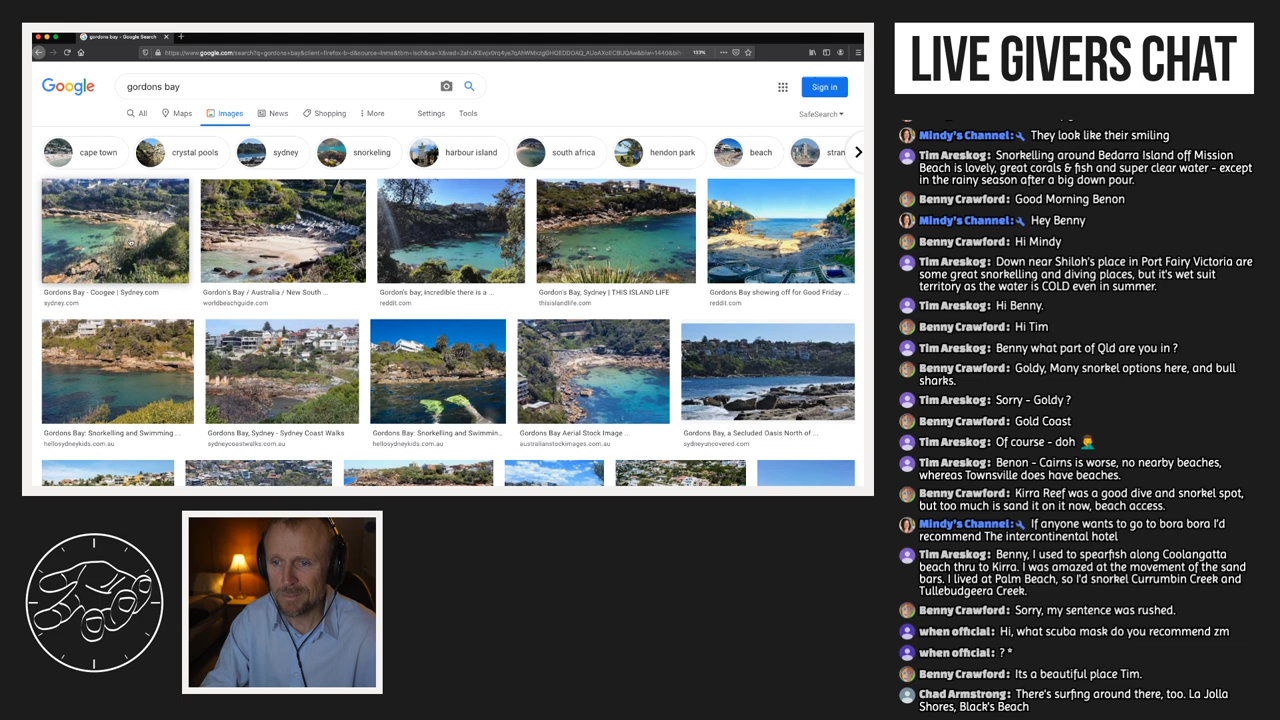 gordons bay - Google Search
133%
Google
gordons bay
Sign in
All
Maps
Images
News
Shopping
More
Settings
Tools
SafeSearch
cape town
crystal pools
sydney
snorkeling
harbour island
south africa
hendon park
beach
stran
Gordons Bay - Coogee | Sydney.com
sydney.com
Gordon's Bay / Australia / New South ...
worldbeachguide.com
Gordon's bay, incredible there is a ...
reddit.com
Gordon's Bay, Sydney | THIS ISLAND LIFE
thisislandlife.com
Gordons Bay showing off for Good Friday ...
reddit.com
Gordons Bay: Snorkelling and Swimming ...
hellosydneykids.com.au
Gordons Bay, Sydney - Sydney Coast Walks
sydneycoastwalks.com.au
Gordons Bay: Snorkelling and Swimmin...
hellosydneykids.com.au
Gordons Bay Aerial Stock Image ...
australianstockimages.com.au
Gordons Bay, a Secluded Oasis North of ...
sydneyuncovered.com
LIVE GIVERS CHAT
Mindy's Channel: They look like their smiling
Tim Areskog: Snorkelling around Bedarra Island off Mission
Beach is lovely, great corals & fish and super clear water - except
in the rainy season after a big down pour.
Benny Crawford: Good Morning Benon
Mindy's Channel: Hey Benny
Benny Crawford: Hi Mindy
Tim Areskog: Down near Shiloh's place in Port Fairy Victoria are
some great snorkelling and diving places, but it's wet suit
territory as the water is COLD even in summer.
Tim Areskog: Hi Benny.
Benny Crawford: Hi Tim
Tim Areskog: Benny what part of Qld are you in ?
Benny Crawford: Goldy, Many snorkel options here, and bull
sharks.
Tim Areskog: Sorry - Goldy ?
Benny Crawford: Gold Coast
Tim Areskog: Of course - doh 🤦‍♂️
Tim Areskog: Benon - Cairns is worse, no nearby beaches,
whereas Townsville does have beaches.
Benny Crawford: Kirra Reef was a good dive and snorkel spot,
but too much is sand it on it now, beach access.
Mindy's Channel: If anyone wants to go to bora bora I'd
recommend The intercontinental hotel
Tim Areskog: Benny, I used to spearfish along Coolangatta
beach thru to Kirra. I was amazed at the movement of the sand
bars. I lived at Palm Beach, so I'd snorkel Currumbin Creek and
Tullebudgeera Creek.
Benny Crawford: Sorry, my sentence was rushed.
when official: Hi, what scuba mask do you recommend zm
when official: ? *
Benny Crawford: Its a beautiful place Tim.
Chad Armstrong: There's surfing around there, too. La Jolla
Shores, Black's Beach